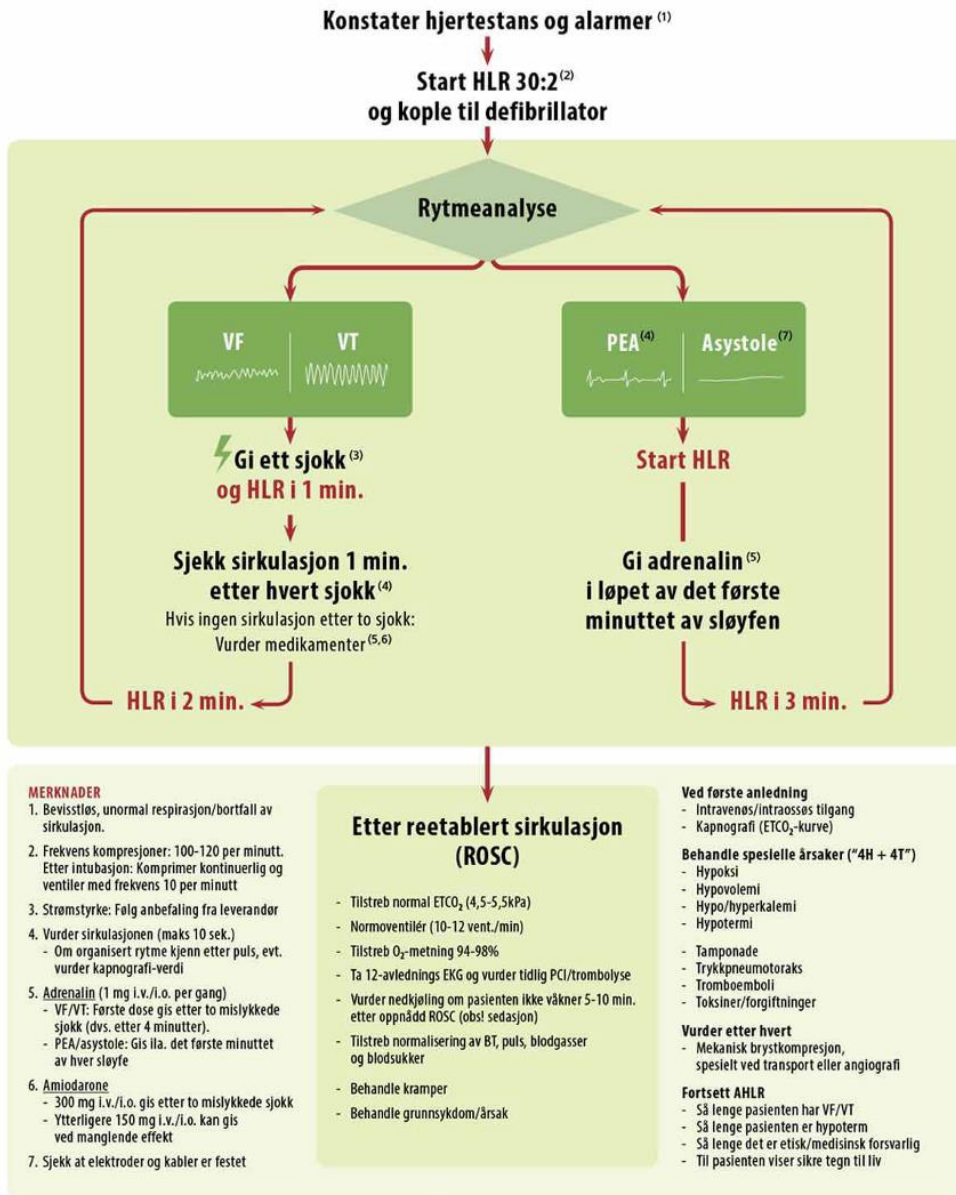 Konstater hjertestans og alarmer (1)
Start HLR 30:2 (2)
og kople til defibrillator
Rytmeanalyse
VF
VT
PEA (4)
Asystole (7)
Gi ett sjokk (3)
og HLR i 1 min.
Start HLR
Sjekk sirkulasjon 1 min.
etter hvert sjokk (4)
Hvis ingen sirkulasjon etter to sjokk:
Vurder medikamenter (5,6)
Gi adrenalin (5)
i løpet av det første
minuttet av sløyfen
HLR i 2 min.
HLR i 3 min.
MERKNADER
1. Bevisstløs, unormal respirasjon/bortfall av
sirkulasjon.
2. Frekvens kompresjoner: 100-120 per minutt.
Etter intubasjon: Komprimer kontinuerlig og
ventiler med frekvens 10 per minutt
3. Strømstyrke: Følg anbefaling fra leverandør
4. Vurder sirkulasjonen (maks 10 sek.)
- Om organisert rytme kjenn etter puls, evt.
vurder kapnografi-verdi
5. Adrenalin (1 mg i.v./i.o. per gang)
- VF/VT: Første dose gis etter to mislykkede
sjokk (dvs. etter 4 minutter).
- PEA/asystole: Gis ila. det første minuttet
av hver sløyfe
6. Amiodarone
- 300 mg i.v./i.o. gis etter to mislykkede sjokk
- Ytterligere 150 mg i.v./i.o. kan gis
ved manglende effekt
7. Sjekk at elektroder og kabler er festet
Etter reetablert sirkulasjon
(ROSC)
- Tilstreb normal ETCO₂ (4,5-5,5kPa)
- Normoventilér (10-12 vent./min)
- Tilstreb O₂-metning 94-98%
- Ta 12-avlednings EKG og vurder tidlig PCI/trombolyse
- Vurder nedkjøling om pasienten ikke våkner 5-10 min.
etter oppnådd ROSC (obs! sedasjon)
- Tilstreb normalisering av BT, puls, blodgasser
og blodsukker
- Behandle kramper
- Behandle grunnsykdom/årsak
Ved første anledning
- Intravenøs/intraossøs tilgang
- Kapnografi (ETCO₂-kurve)
Behandle spesielle årsaker ("4H + 4T")
- Hypoksi
- Hypovolemi
- Hypo/hyperkalemi
- Hypotermi
- Tamponade
- Trykkpneumotoraks
- Tromboemboli
- Toksiner/forgiftninger
Vurder etter hvert
- Mekanisk brystkompresjon,
spesielt ved transport eller angiografi
Fortsett AHLR
- Så lenge pasienten har VF/VT
- Så lenge pasienten er hypoterm
- Så lenge det er etisk/medisinsk forsvarlig
- Til pasienten viser sikre tegn til liv